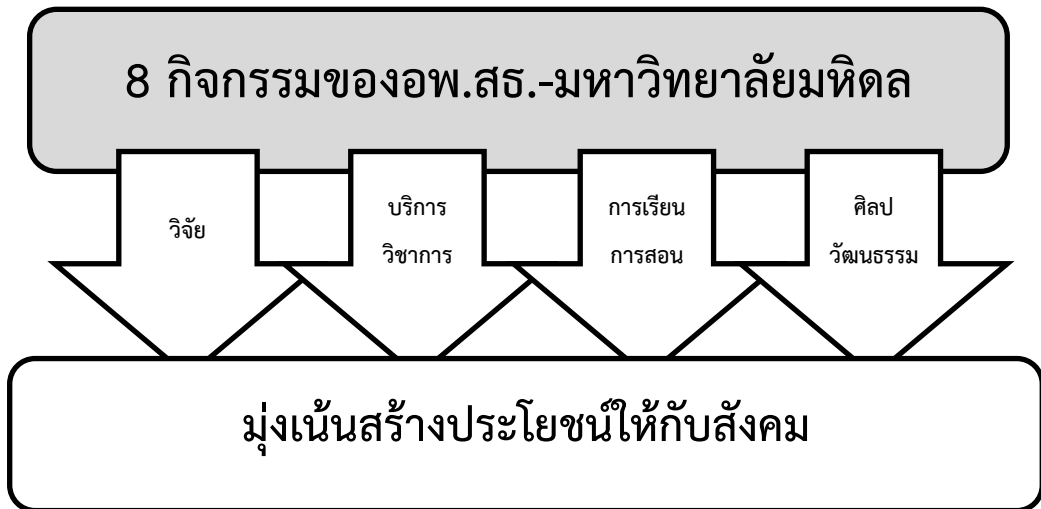 8 กิจกรรมของอพ.สธ.-มหาวิทยาลัยมหิดล
วิจัย
บริการ
วิชาการ
การเรียน
การสอน
ศิลป
วัฒนธรรม
มุ่งเน้นสร้างประโยชน์ให้กับสังคม